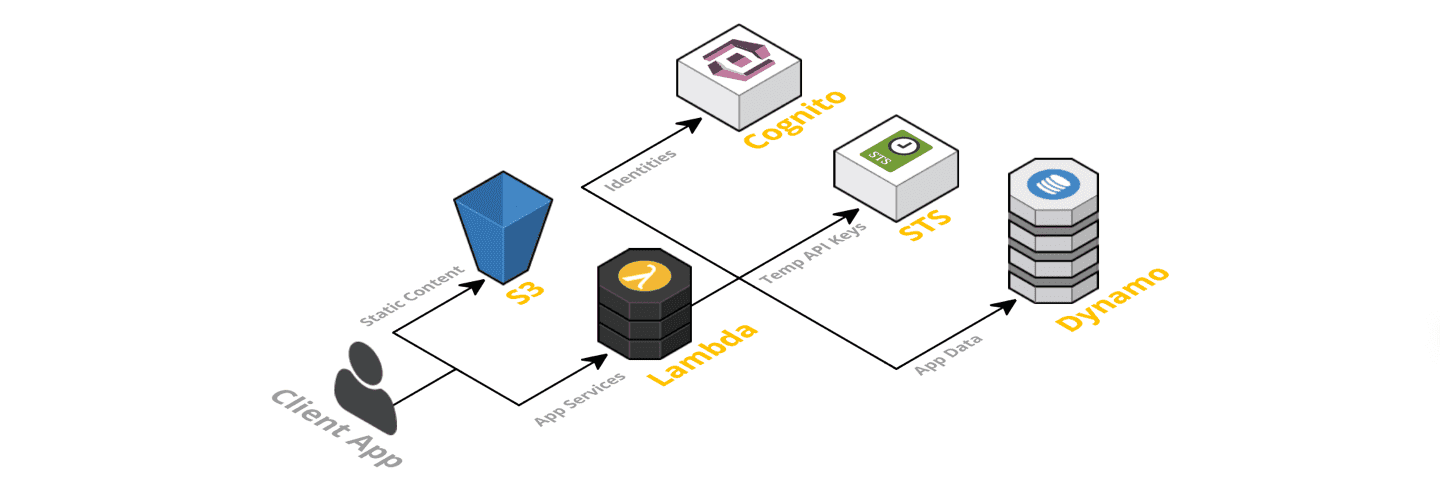 Cognito
Identities
STS
STS
Temp API Keys
Dynamo
App Data
Static Content
S3
Lambda
App Services
Client App